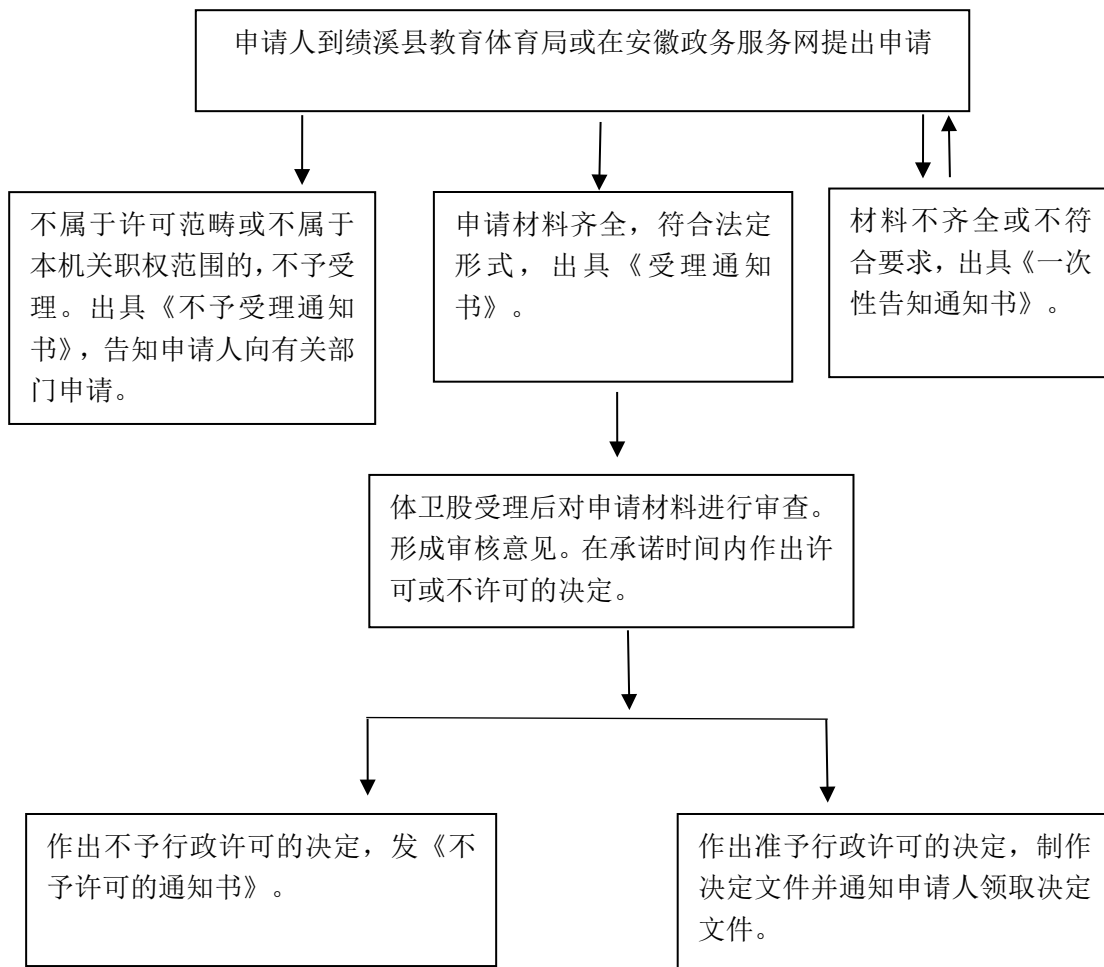 申请人到绩溪县教育体育局或在安徽政务服务网提出申请
不属于许可范畴或不属于
本机关职权范围的，不予受
理。出具《不予受理通知
书》，告知申请人向有关部
门申请。
申请材料齐全，符合法定
形式，出具《受理通知
书》。
材料不齐全或不符
合要求，出具《一次
性告知通知书》。
体卫股受理后对申请材料进行审查。
形成审核意见。在承诺时间内作出许
可或不许可的决定。
作出不予行政许可的决定，发《不
予许可的通知书》。
作出准予行政许可的决定，制作
决定文件并通知申请人领取决定
文件。